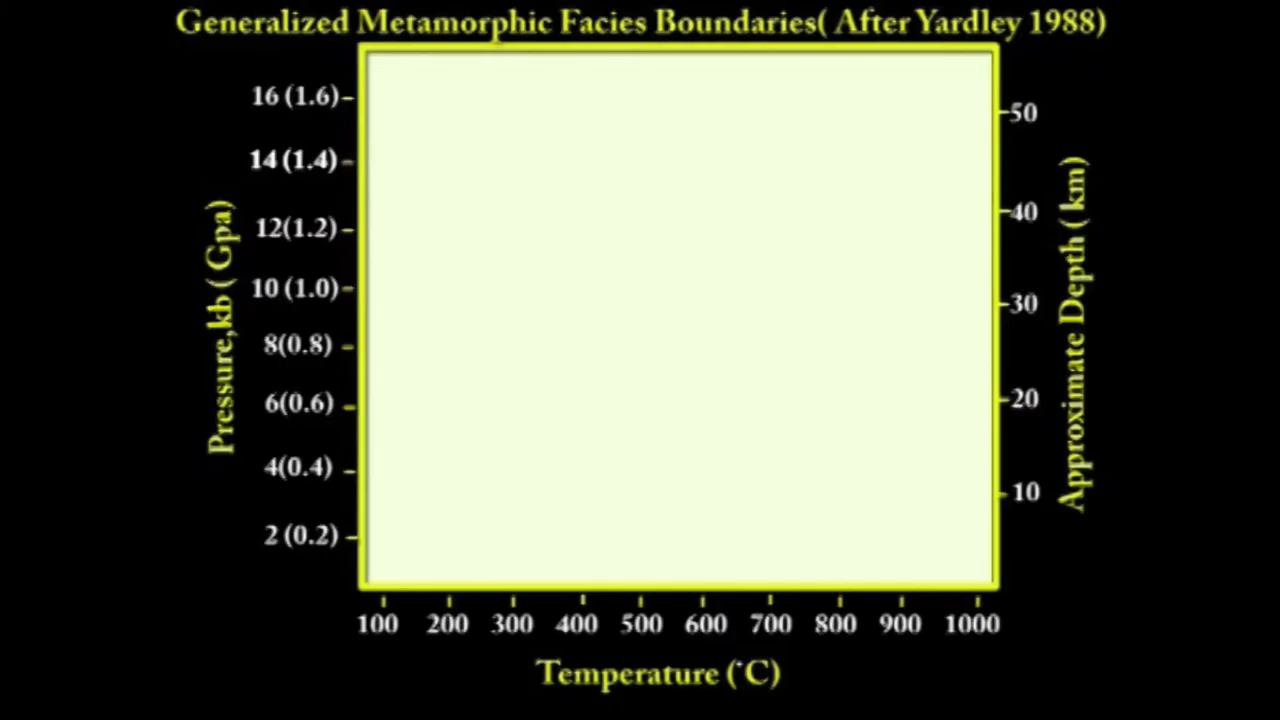 Generalized Metamorphic Facies Boundaries( After Yardley 1988)
16 (1.6)
14 (1.4)
12(1.2)
10 (1.0)
8(0.8)
6(0.6)
4(0.4)
2 (0.2)
Pressure,kb ( Gpa)
50
40
30
20
10
Approximate Depth ( km)
100 200 300 400 500 600 700 800 900 1000
Temperature (°C)